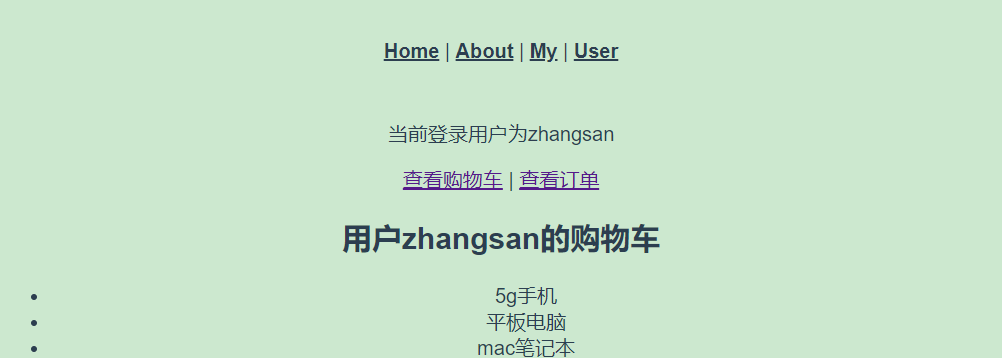 Home | About | My | User
当前登录用户为zhangsan
查看购物车 | 查看订单
用户zhangsan的购物车
• 5g手机
• 平板电脑
• mac笔记本